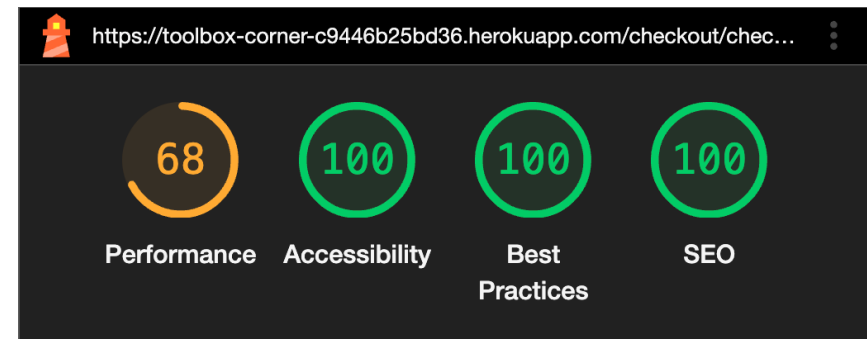 https://toolbox-corner-c9446b25bd36.herokuapp.com/checkout/chec...
68 100 100 100
Performance Accessibility Best Practices SEO